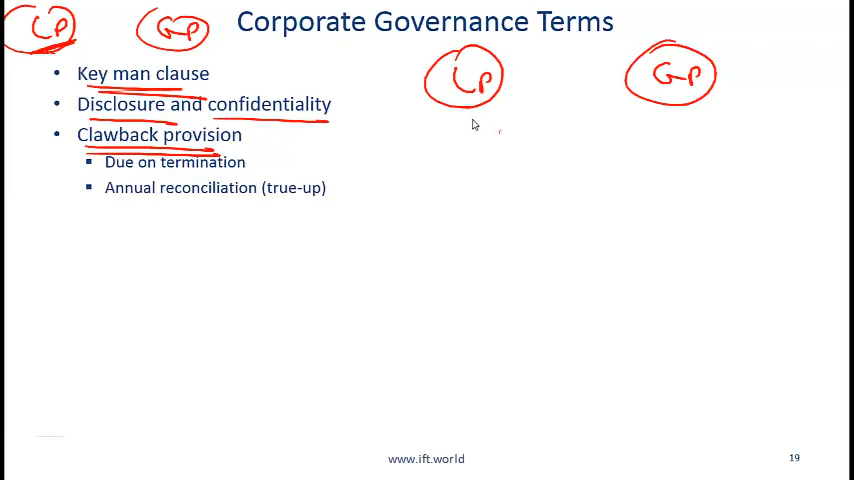 LP GP
Corporate Governance Terms
LP GP
• Key man clause
• Disclosure and confidentiality
• Clawback provision
▪ Due on termination
▪ Annual reconciliation (true-up)
www.ift.world
19